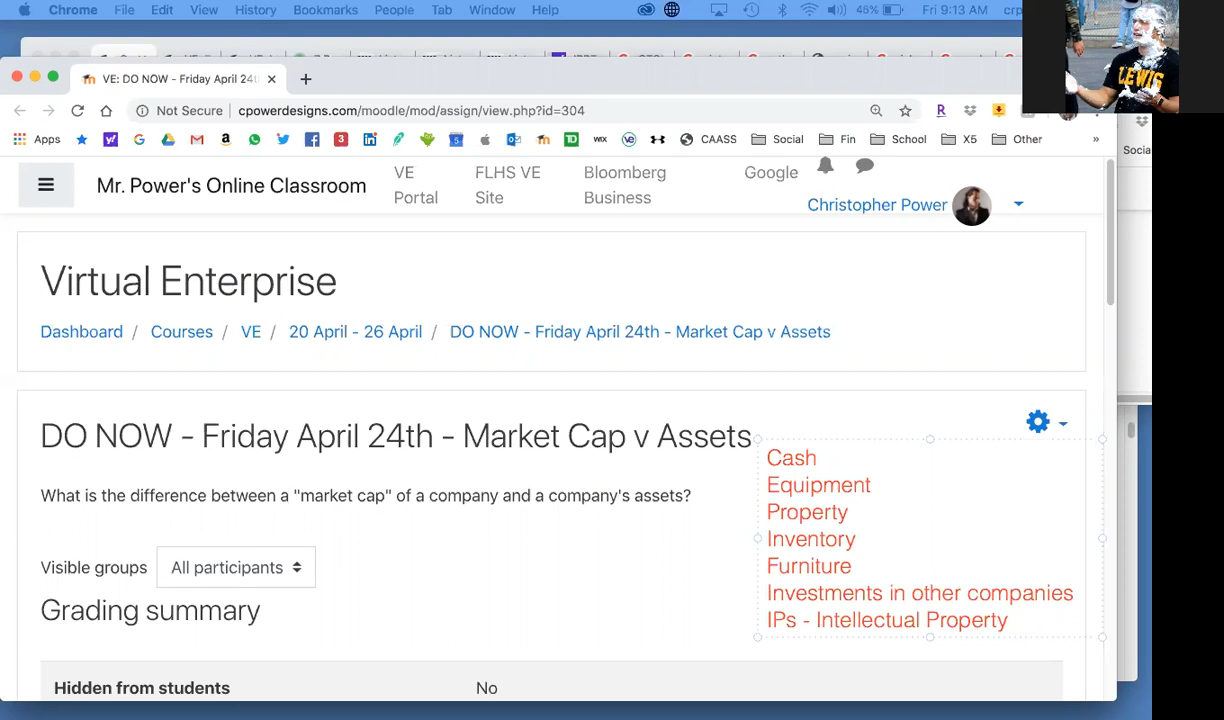 Chrome File Edit View History Bookmarks People Tab Window Help 46% Fri 9:13 AM crp
VE: DO NOW - Friday April 24t
Not Secure cpowerdesigns.com/moodle/mod/assign/view.php?id=304
Apps CAASS Social Fin School X5 Other »
Socia
Mr. Power's Online Classroom
VE Portal
FLHS VE Site
Bloomberg Business
Google
Christopher Power
LEWIS
Virtual Enterprise
Dashboard / Courses / VE / 20 April - 26 April / DO NOW - Friday April 24th - Market Cap v Assets
DO NOW - Friday April 24th - Market Cap v Assets
Cash
Equipment
Property
Inventory
Furniture
Investments in other companies
IPs - Intellectual Property
What is the difference between a "market cap" of a company and a company's assets?
Visible groups All participants
Grading summary
Hidden from students No